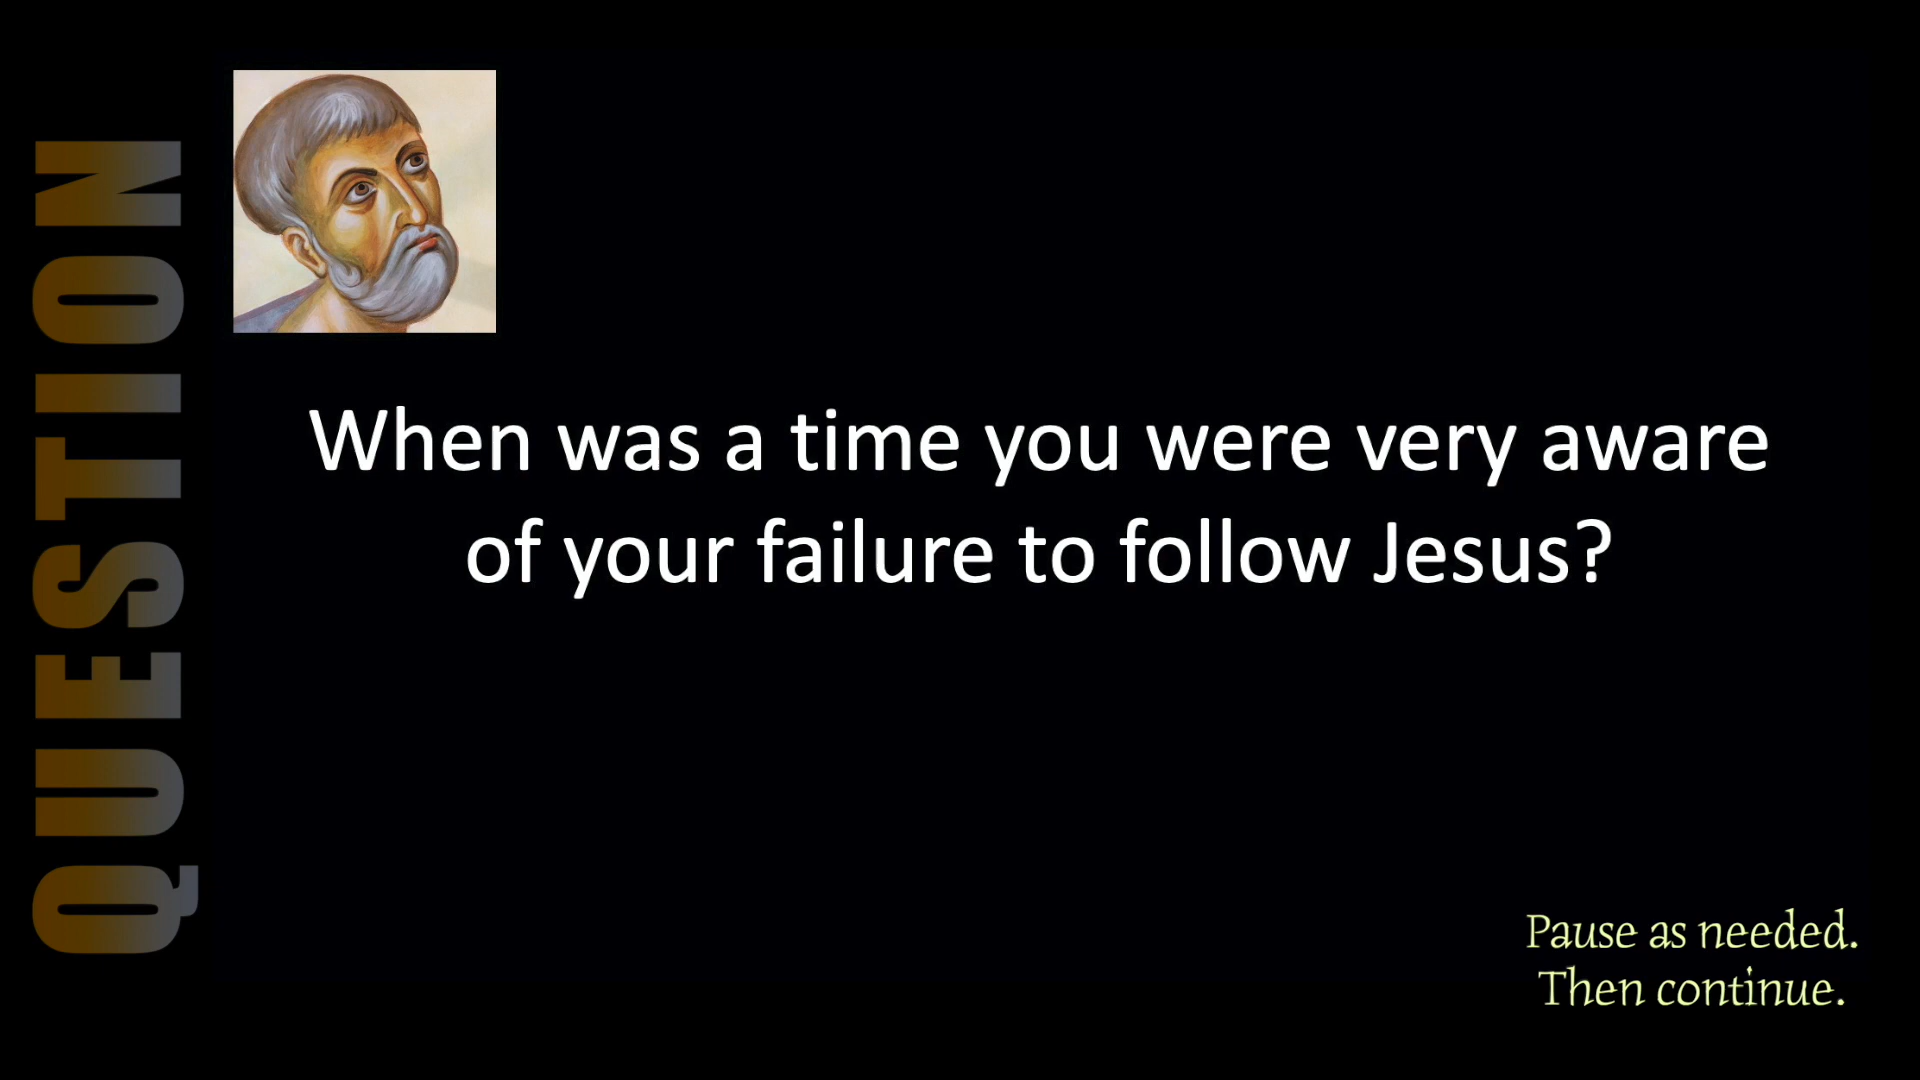 QUESTION
When was a time you were very aware
of your failure to follow Jesus?
Pause as needed.
Then continue.